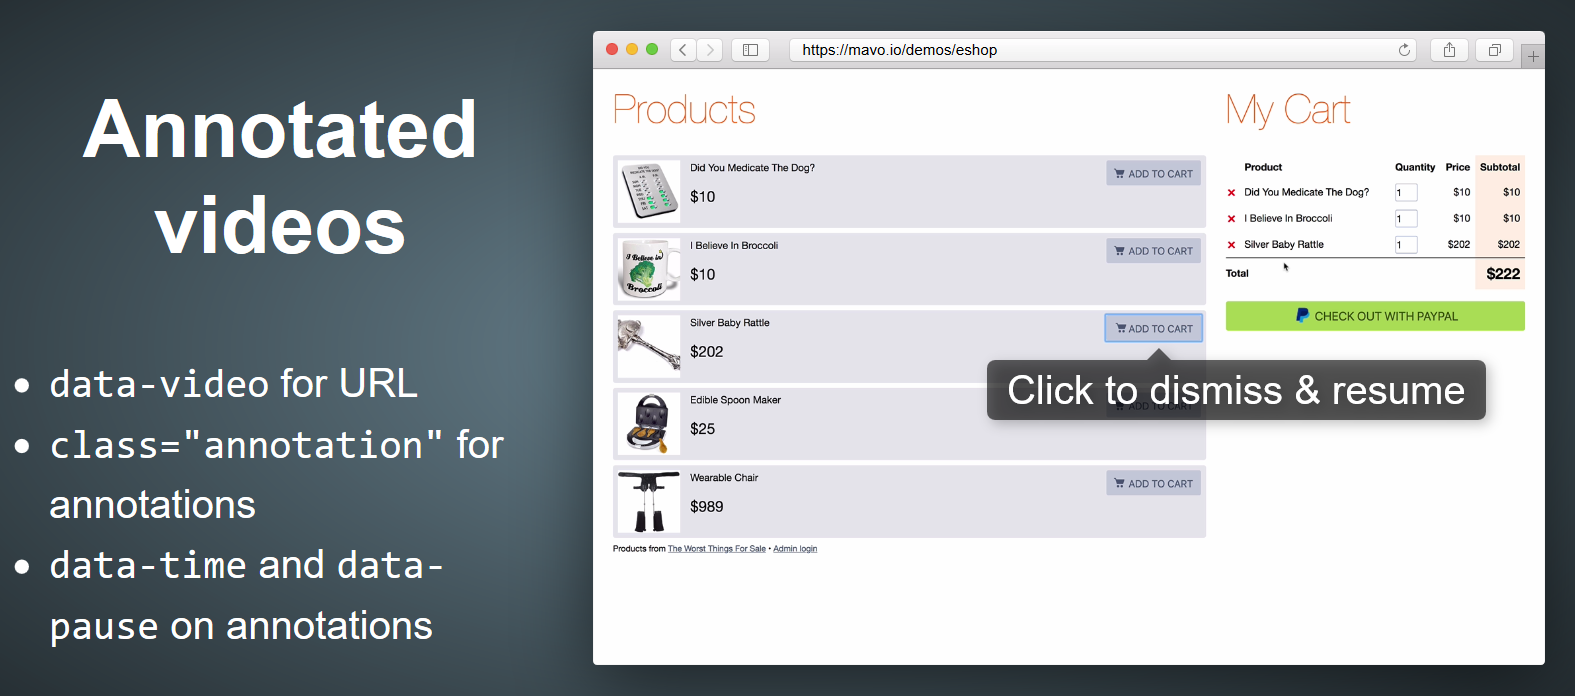 Annotated
videos
• data-video for URL
• class="annotation" for
annotations
• data-time and data-
pause on annotations
https://mavo.io/demos/eshop
Products
Did You Medicate The Dog?
$10
ADD TO CART
I Believe In Broccoli
$10
ADD TO CART
I Believe in
Broccoli
Silver Baby Rattle
$202
ADD TO CART
Click to dismiss & resume
Edible Spoon Maker
$25
ADD TO CART
Wearable Chair
$989
ADD TO CART
Products from The Worst Things For Sale • Admin login
My Cart
Product Quantity Price Subtotal
Did You Medicate The Dog? 1 $10 $10
I Believe In Broccoli 1 $10 $10
Silver Baby Rattle 1 $202 $202
Total $222
CHECK OUT WITH PAYPAL